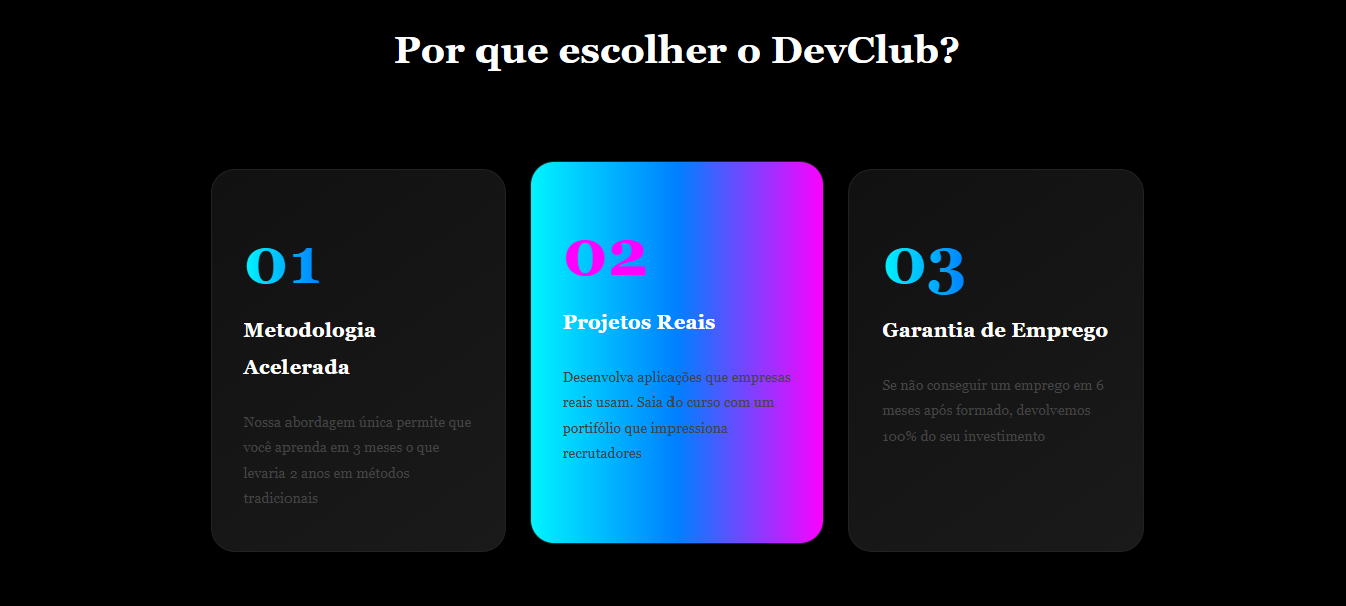 Por que escolher o DevClub?
01
Metodologia
Acelerada
Nossa abordagem única permite que
você aprenda em 3 meses o que
levaria 2 anos em métodos
tradicionais
02
Projetos Reais
Desenvolva aplicações que empresas
reais usam. Saia do curso com um
portifólio que impressiona
recrutadores
03
Garantia de Emprego
Se não conseguir um emprego em 6
meses após formado, devolvemos
100% do seu investimento